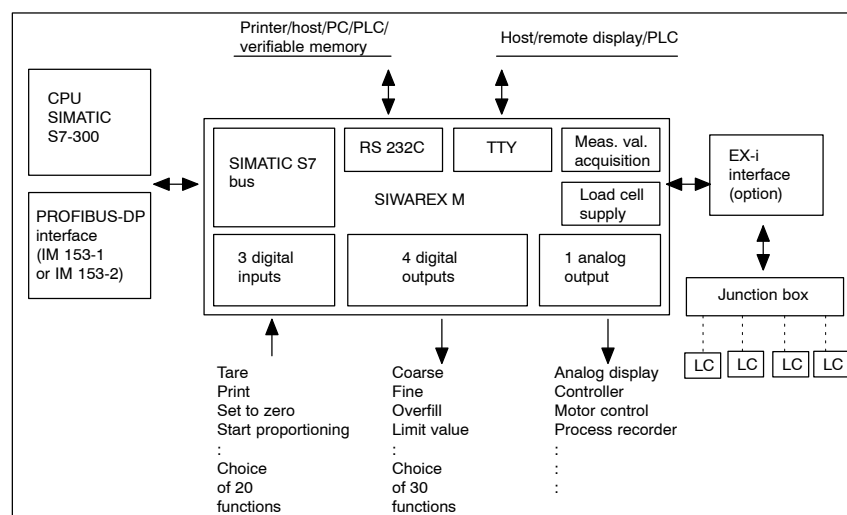 Printer/host/PC/PLC/
verifiable memory
Host/remote display/PLC
CPU
SIMATIC
S7-300
PROFIBUS-DP
interface
(IM 153-1
or IM 153-2)
SIMATIC S7
bus
RS 232C
TTY
Meas. val.
acquisition
SIWAREX M
Load cell
supply
3 digital
inputs
4 digital
outputs
1 analog
output
EX-i
interface
(option)
Junction box
LC
LC
LC
LC
Tare
Print
Set to zero
Start proportioning
:
Choice
of 20
functions
Coarse
Fine
Overfill
Limit value
:
Choice
of 30
functions
Analog display
Controller
Motor control
Process recorder
:
:
: